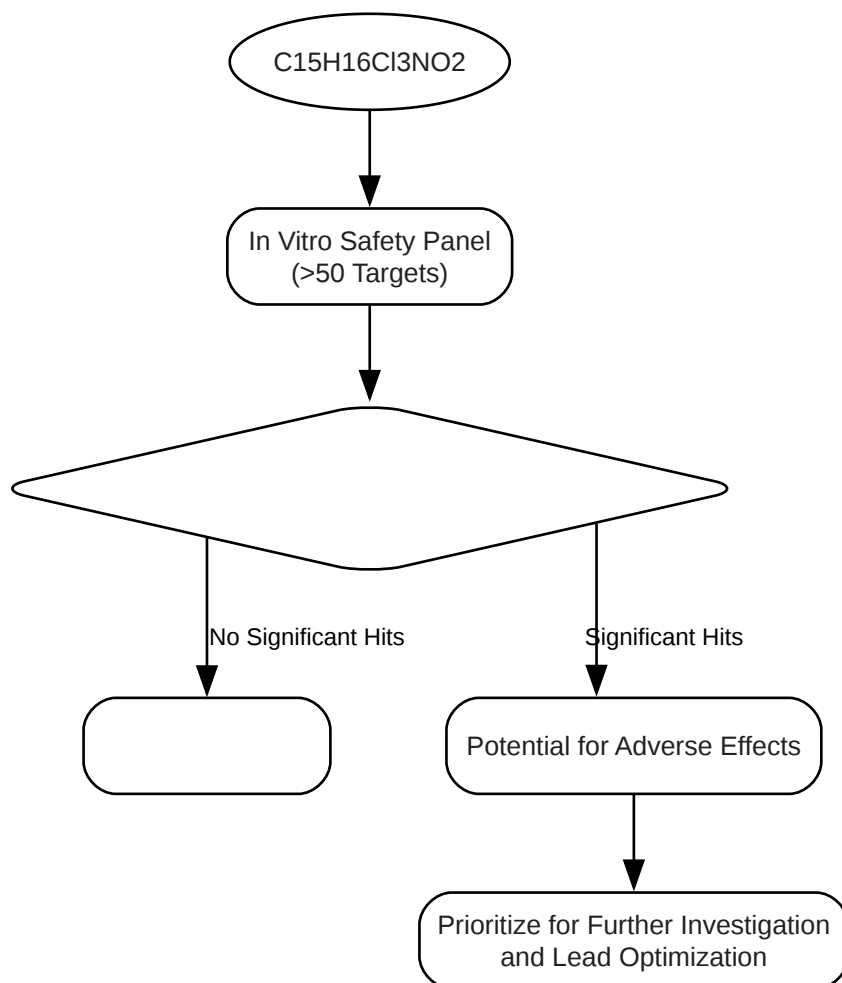 C15H16Cl3NO2
In Vitro Safety Panel
(>50 Targets)
No Significant Hits
Significant Hits
Potential for Adverse Effects
Prioritize for Further Investigation
and Lead Optimization